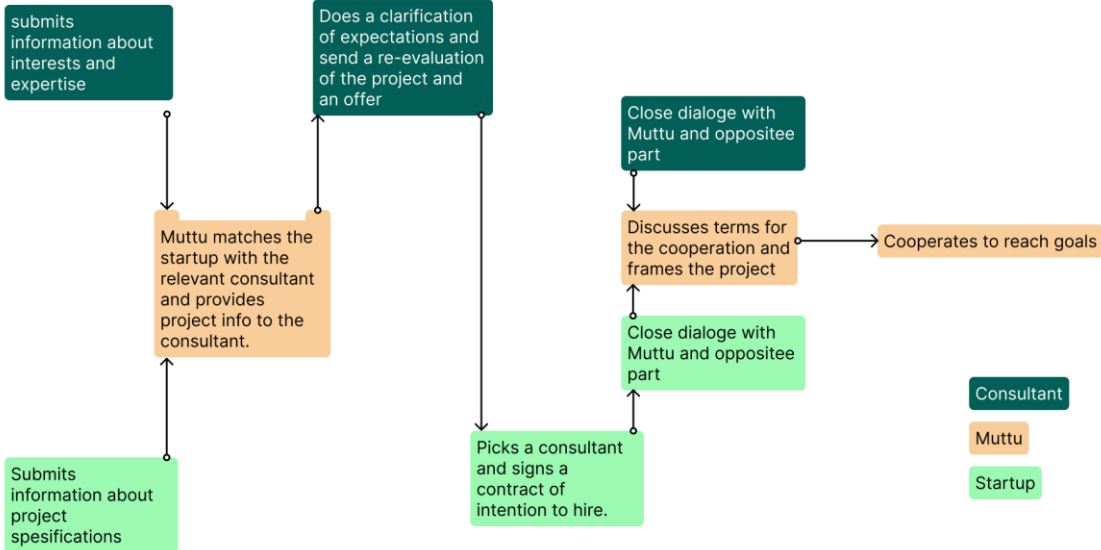 submits
information about
interests and
expertise
Does a clarification
of expectations and
send a re-evaluation
of the project and
an offer
Close dialoge with
Muttu and oppositee
part
Muttu matches the
startup with the
relevant consultant
and provides
project info to the
consultant.
Discusses terms for
the cooperation and
frames the project
Cooperates to reach goals
Close dialoge with
Muttu and oppositee
part
Submits
information about
project
spesifications
Picks a consultant
and signs a
contract of
intention to hire.
Consultant
Muttu
Startup